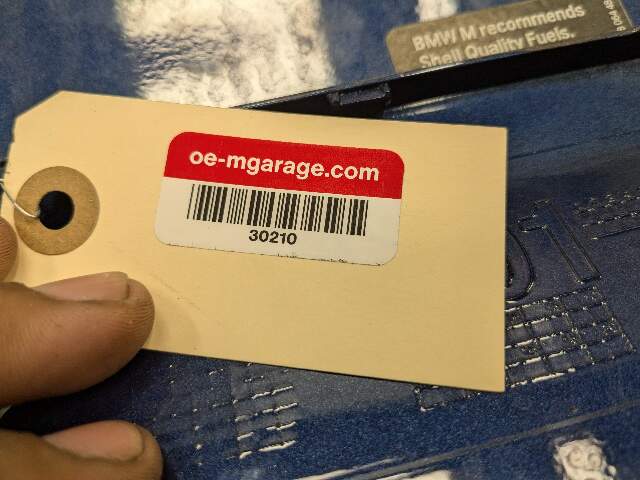 BMW M recommends
Shell Quality Fuels.
oe-mgarage.com
30210